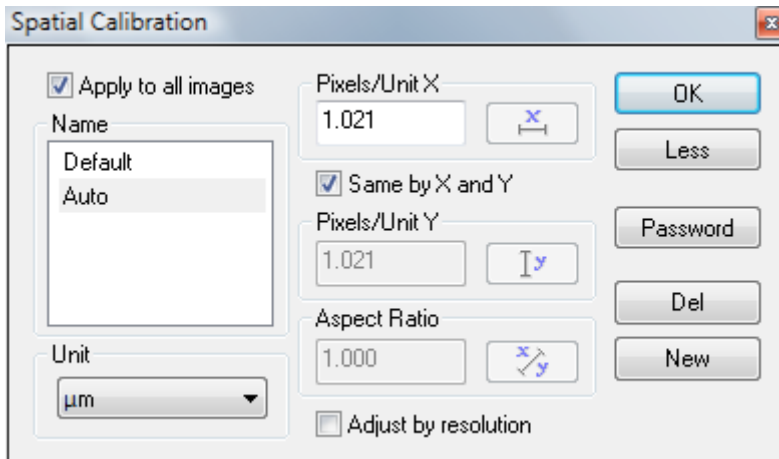 Spatial Calibration
Apply to all images
Name
Default
Auto
Unit
µm
Pixels/Unit X
1.021
x
Same by X and Y
Pixels/Unit Y
1.021
y
Aspect Ratio
1.000
x/y
Adjust by resolution
OK
Less
Password
Del
New